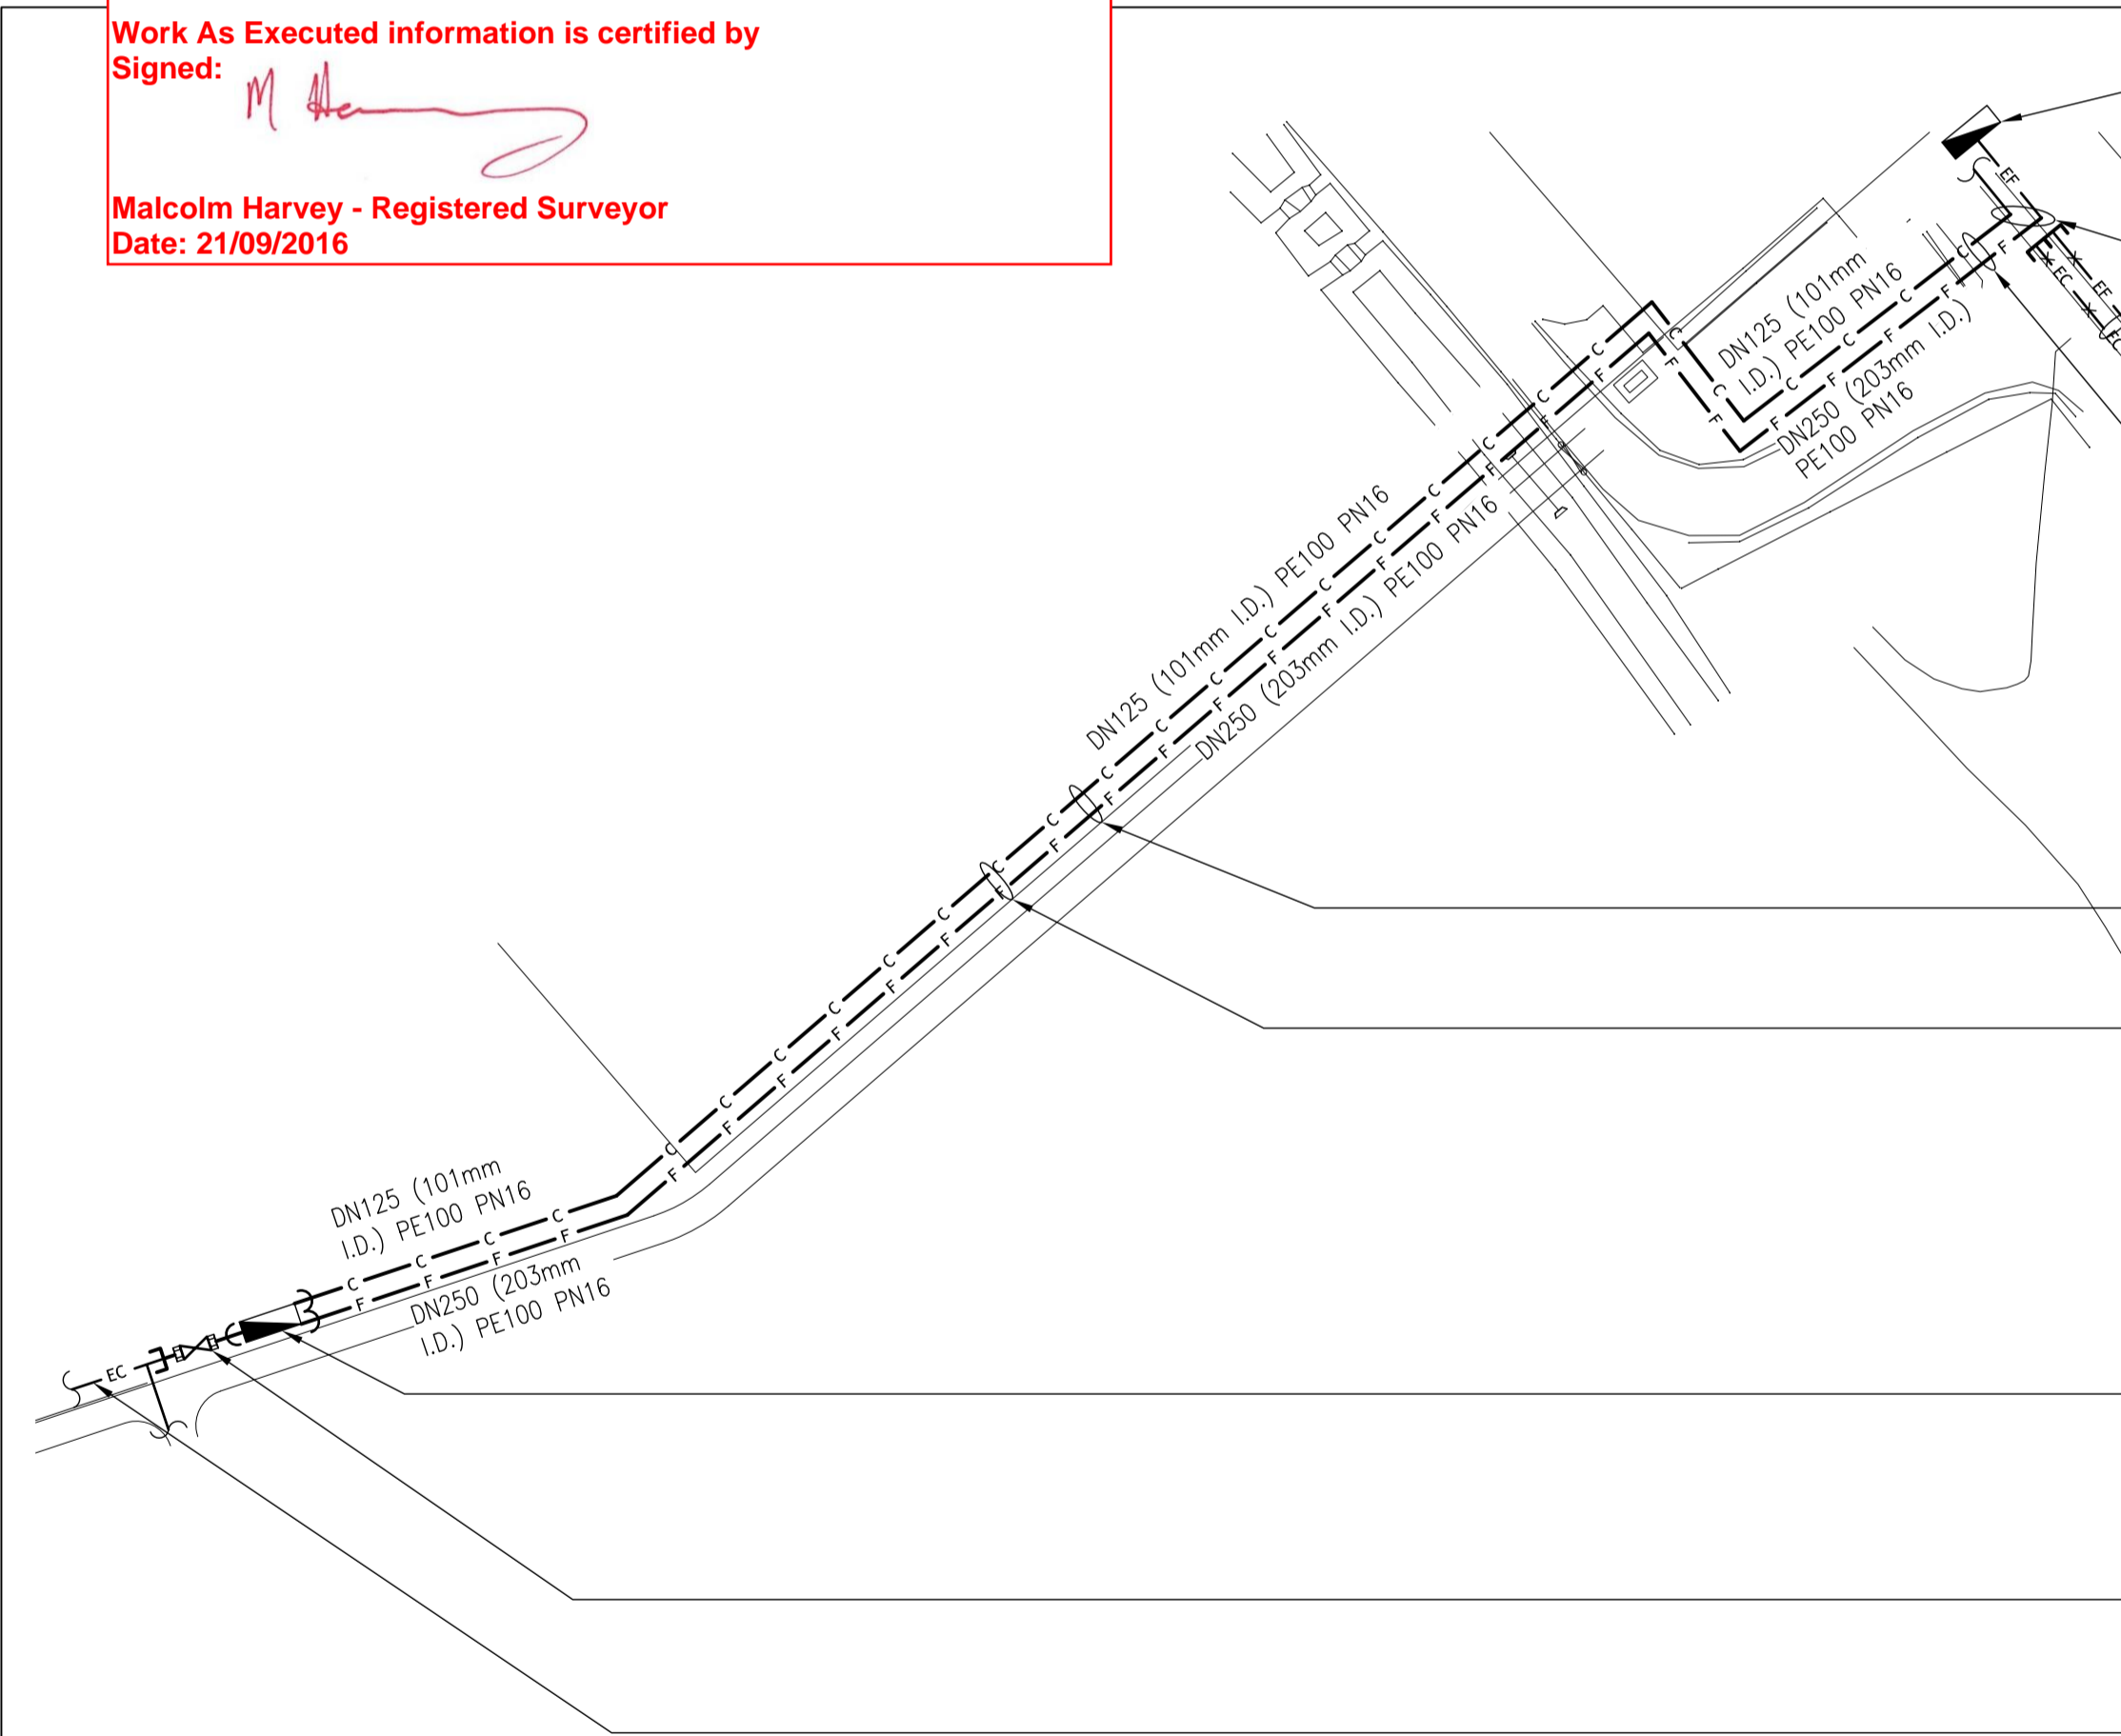 Work As Executed information is certified by
Signed:
Malcolm Harvey - Registered Surveyor
Date: 21/09/2016
EF
C
F
EC
EF
EC
DN125 (101mm
I.D.) PE100 PN16
DN250 (203mm I.D.)
PE100 PN16
DN125 (101mm I.D.) PE100 PN16
DN250 (203mm I.D.) PE100 PN16
DN125 (101mm
I.D.) PE100 PN16
DN250 (203mm
I.D.) PE100 PN16
EC